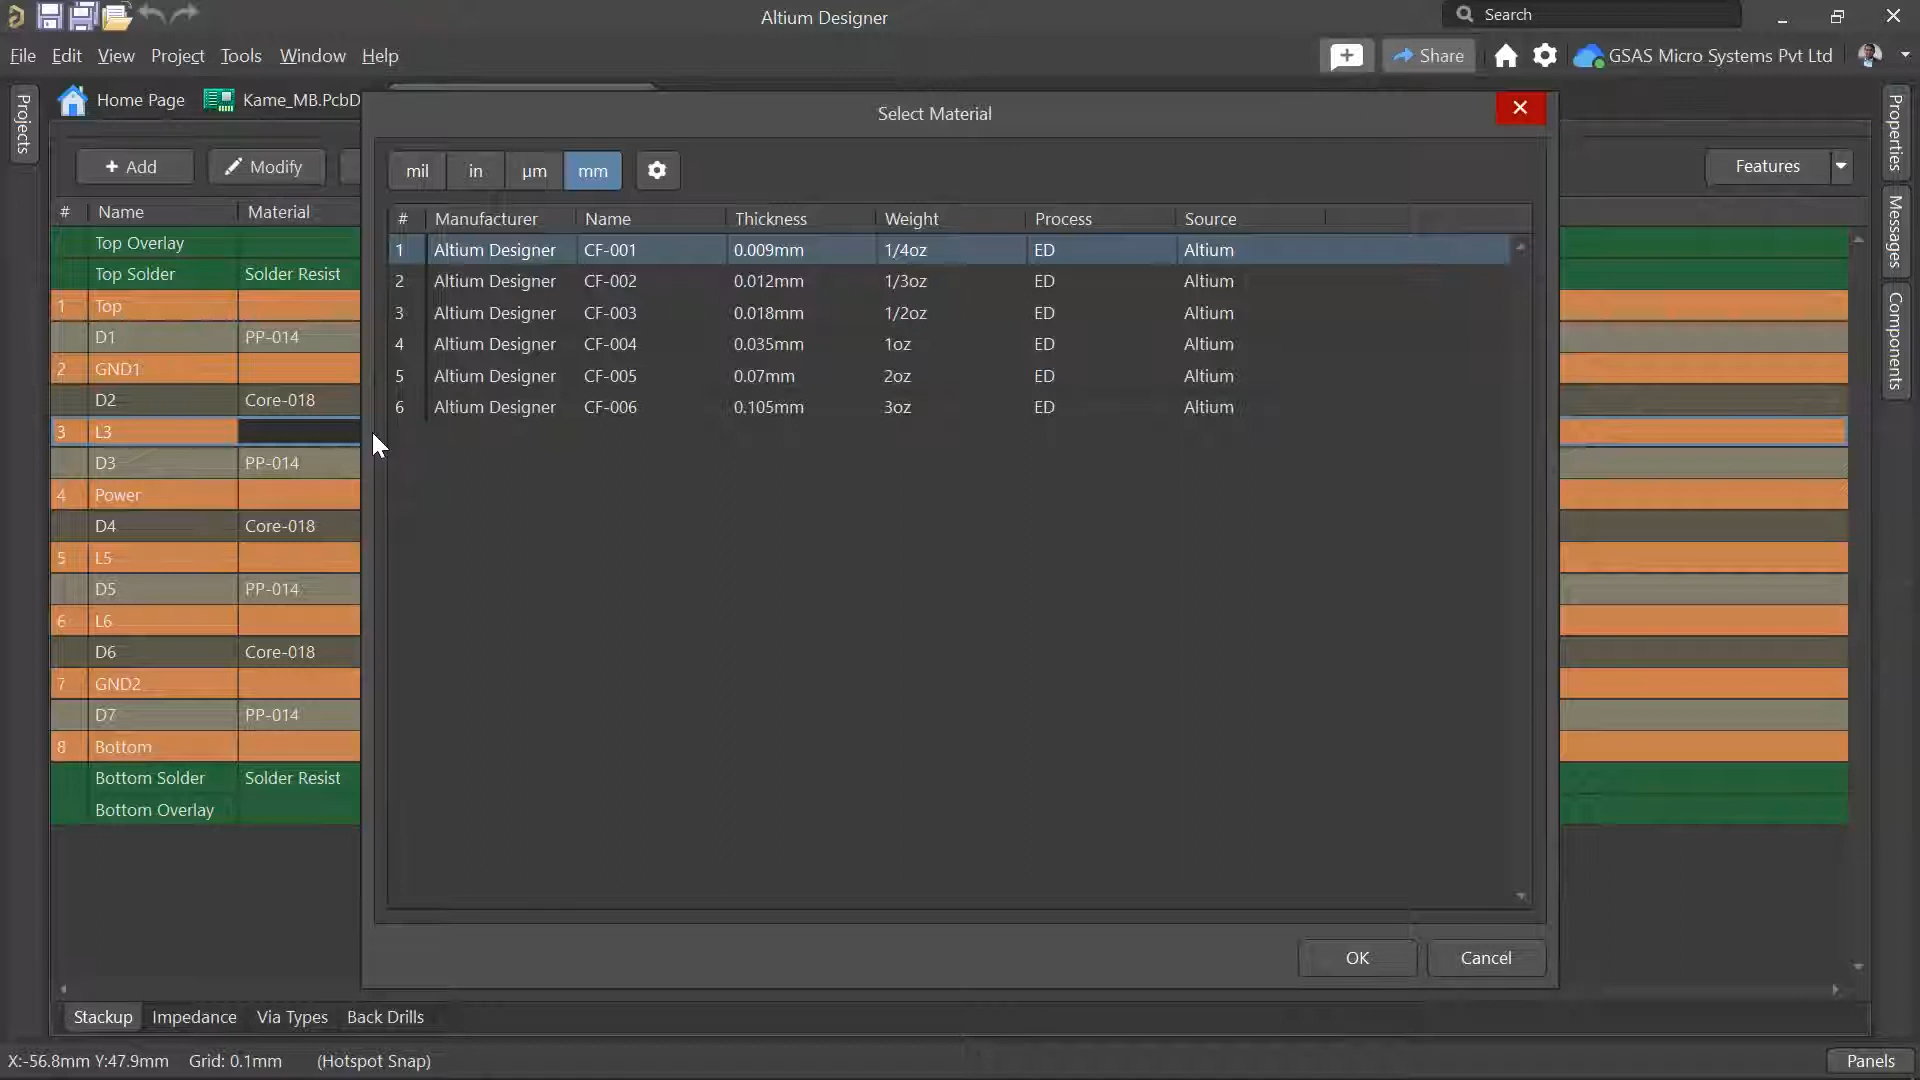 Altium Designer
Search
File Edit View Project Tools Window Help
Share
GSAS Micro Systems Pvt Ltd
Projects
Home Page
Kame_MB.PcbD
Select Material
Properties
Messages
Components
+ Add
Modify
mil in µm mm
Features
# Name Material
# Manufacturer Name Thickness Weight Process Source
1 Altium Designer CF-001 0.009mm 1/4oz ED Altium
2 Altium Designer CF-002 0.012mm 1/3oz ED Altium
3 Altium Designer CF-003 0.018mm 1/2oz ED Altium
4 Altium Designer CF-004 0.035mm 1oz ED Altium
5 Altium Designer CF-005 0.07mm 2oz ED Altium
6 Altium Designer CF-006 0.105mm 3oz ED Altium
Top Overlay
Top Solder Solder Resist
1 Top
D1 PP-014
2 GND1
D2 Core-018
3 L3
D3 PP-014
4 Power
D4 Core-018
5 L5
D5 PP-014
6 L6
D6 Core-018
7 GND2
D7 PP-014
8 Bottom
Bottom Solder Solder Resist
Bottom Overlay
OK Cancel
Stackup Impedance Via Types Back Drills
X:-56.8mm Y:47.9mm Grid: 0.1mm (Hotspot Snap)
Panels